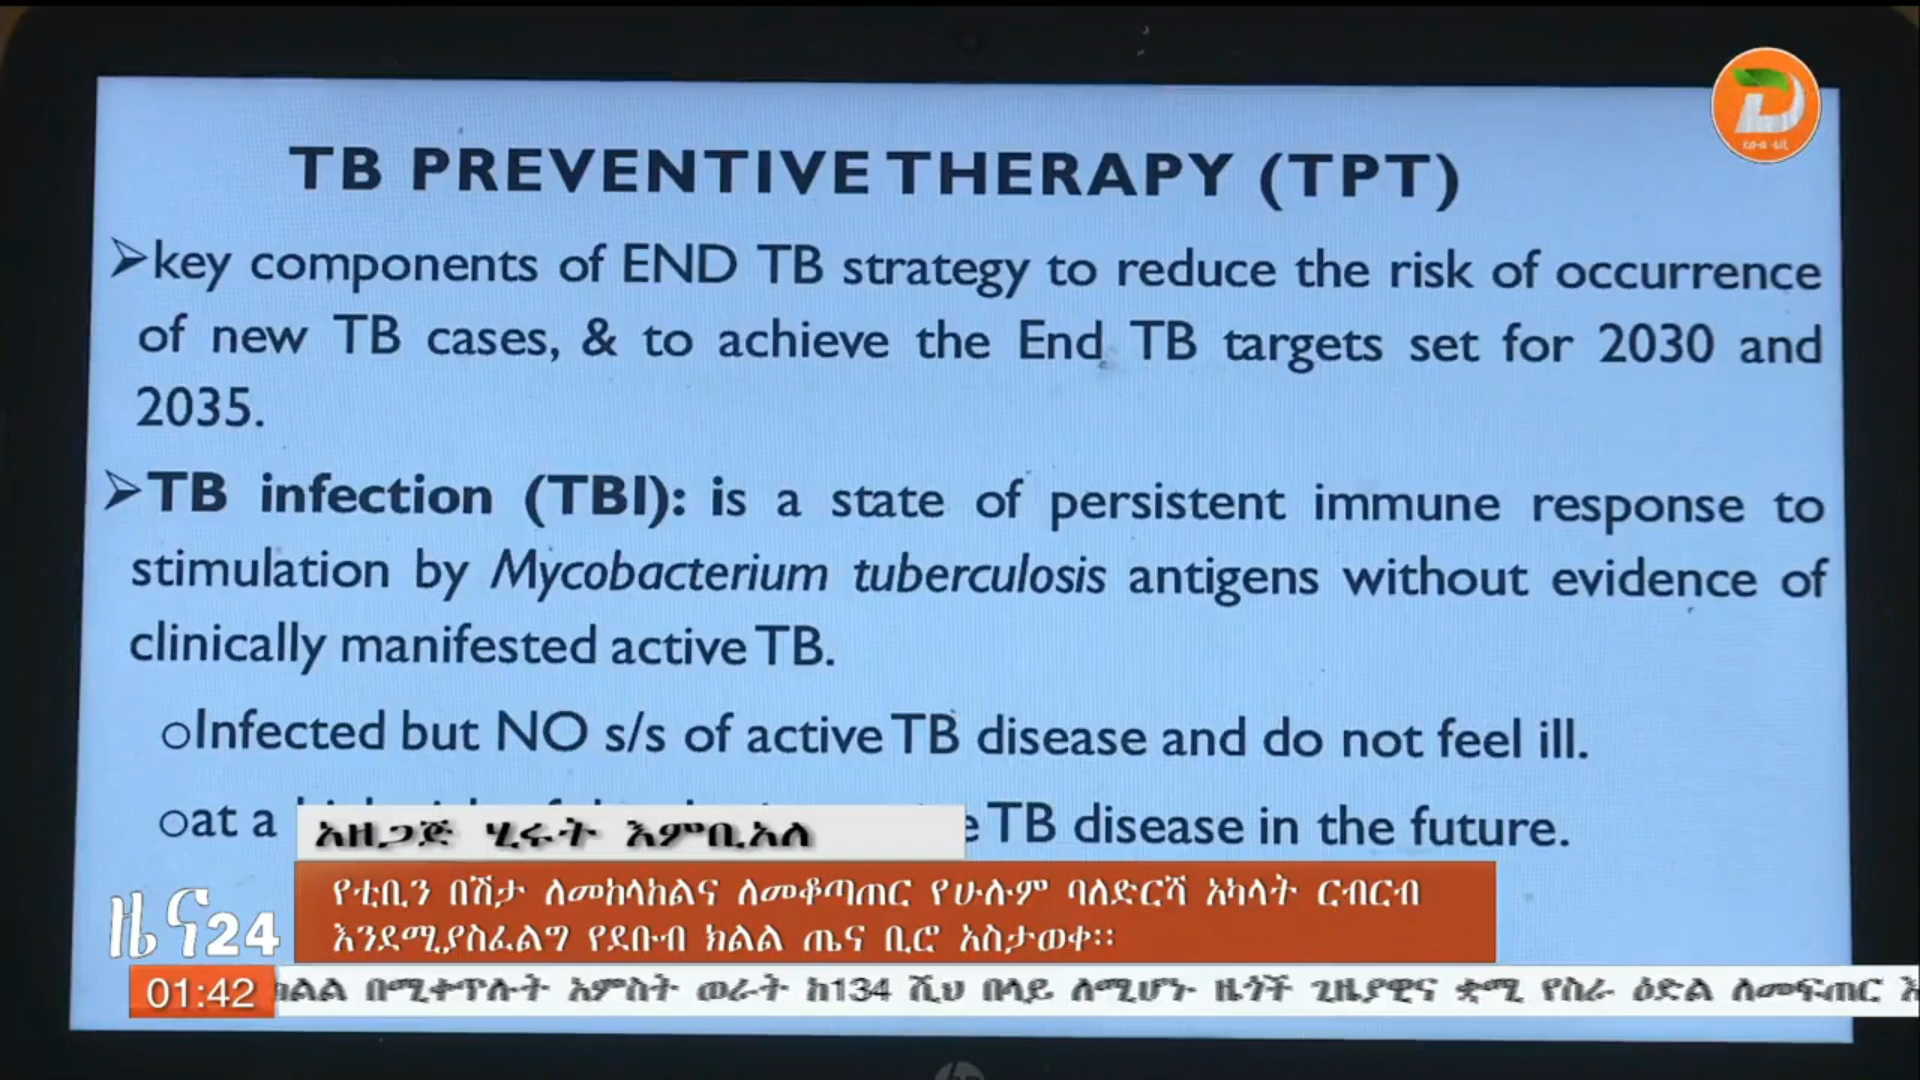 TB PREVENTIVE THERAPY (TPT)
➢key components of END TB strategy to reduce the risk of occurrence
of new TB cases, & to achieve the End TB targets set for 2030 and
2035.
➢TB infection (TBI): is a state of persistent immune response to
stimulation by Mycobacterium tuberculosis antigens without evidence of
clinically manifested active TB.
oInfected but NO s/s of active TB disease and do not feel ill.
oat a TB disease in the future.
አዘጋጅ ሂሩት እምቢአለ
የቲቢን በሽታ ለመከላከልና ለመቆጣጠር የሁሉም ባለድርሻ አካላት ርብርብ
እንደሚያስፈልግ የደቡብ ክልል ጤና ቢሮ አስታወቀ፡፡
ዜና24
01:42 በሚቀጥሉት አምስት ወራት ከ134 ሺህ በላይ ለሚሆኑ ዜጎች ጊዜያዊና ቋሚ የስራ ዕድል ለመፍጠር